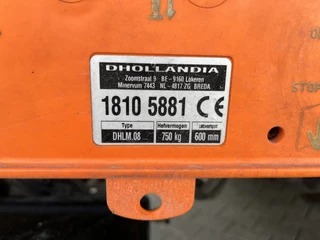 DHOLLANDIA
Zoomstraat 9 BE - 9160 Lokeren
Minervum 7443 NL - 4817 ZG BREDA
1810 5881 CE
Type Hefvermogen
DHLM.08 750 kg 600 mm
STOP